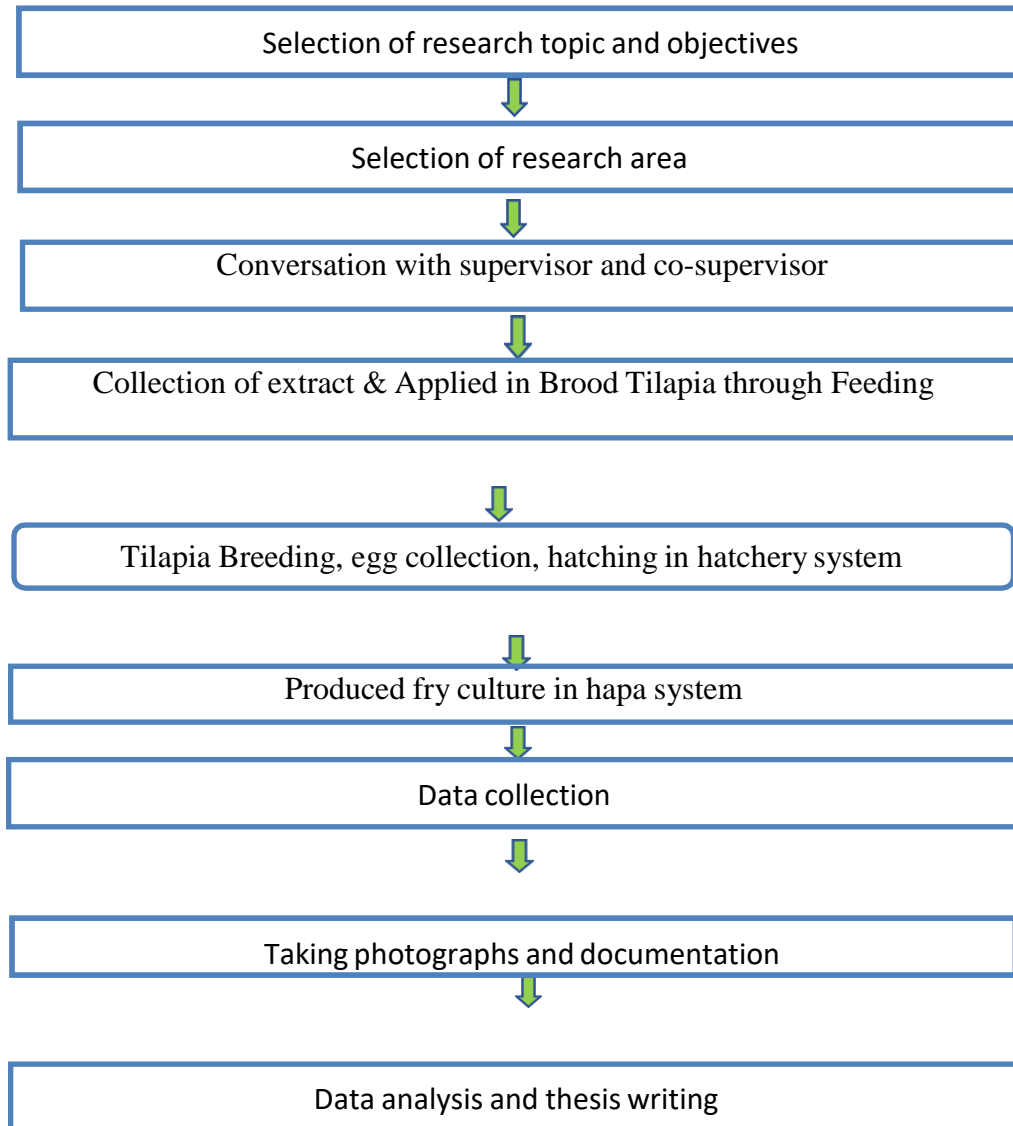 Selection of research topic and objectives
Selection of research area
Conversation with supervisor and co-supervisor
Collection of extract & Applied in Brood Tilapia through Feeding
Tilapia Breeding, egg collection, hatching in hatchery system
Produced fry culture in hapa system
Data collection
Taking photographs and documentation
Data analysis and thesis writing